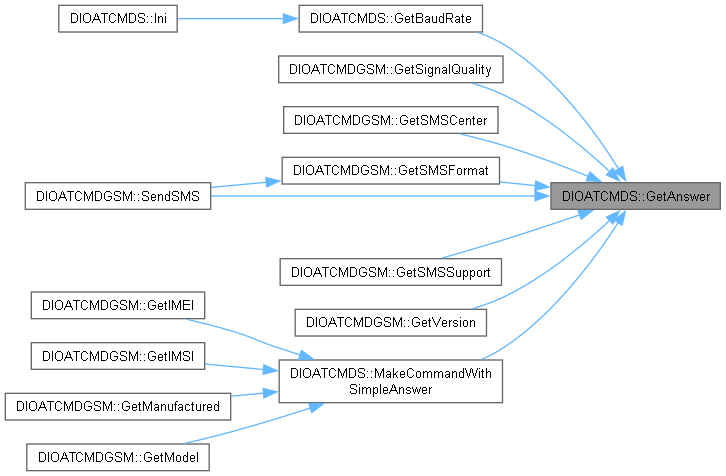 DIOATCMDS::Ini
DIOATCMDS::GetBaudRate
DIOATCMDGSM::GetSignalQuality
DIOATCMDGSM::GetSMSCenter
DIOATCMDGSM::GetSMSFormat
DIOATCMDGSM::SendSMS
DIOATCMDS::GetAnswer
DIOATCMDGSM::GetSMSSupport
DIOATCMDGSM::GetIMEI
DIOATCMDGSM::GetVersion
DIOATCMDGSM::GetIMSI
DIOATCMDS::MakeCommandWith
SimpleAnswer
DIOATCMDGSM::GetManufactured
DIOATCMDGSM::GetModel